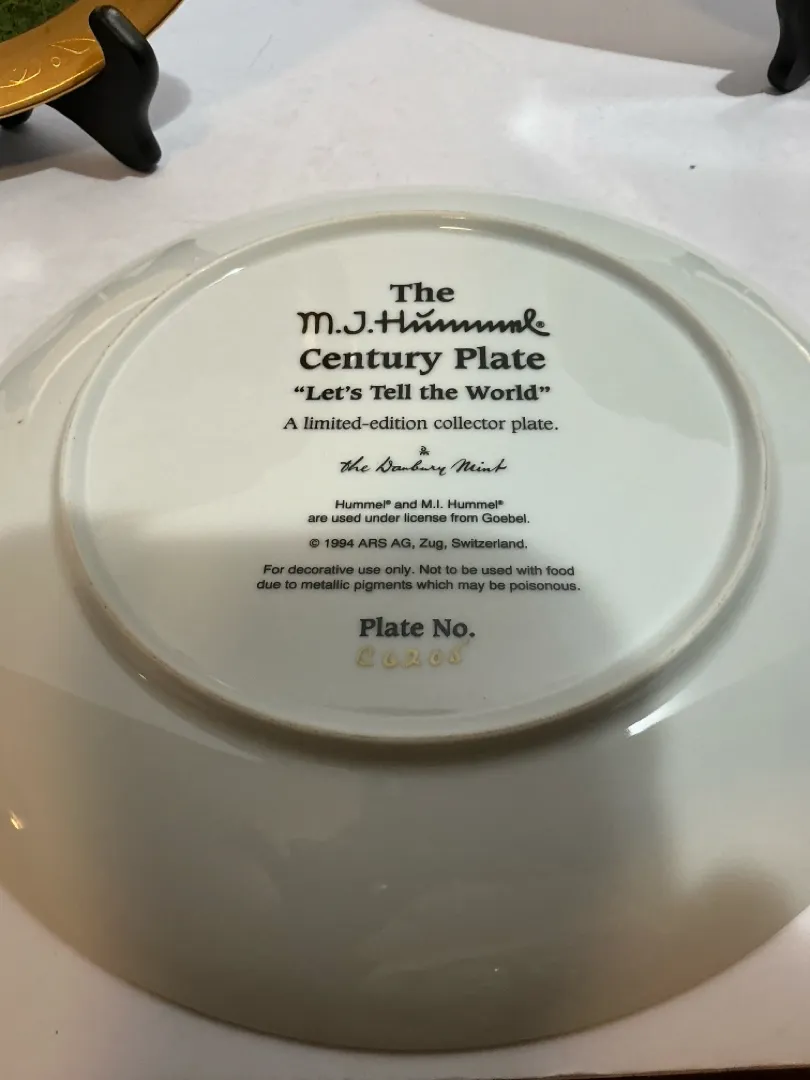 The
M.J.Hummel®
Century Plate
“Let’s Tell the World”
A limited-edition collector plate.
the Danbury Mint
Hummel® and M.I. Hummel®
are used under license from Goebel.
© 1994 ARS AG, Zug, Switzerland.
For decorative use only. Not to be used with food
due to metallic pigments which may be poisonous.
Plate No.